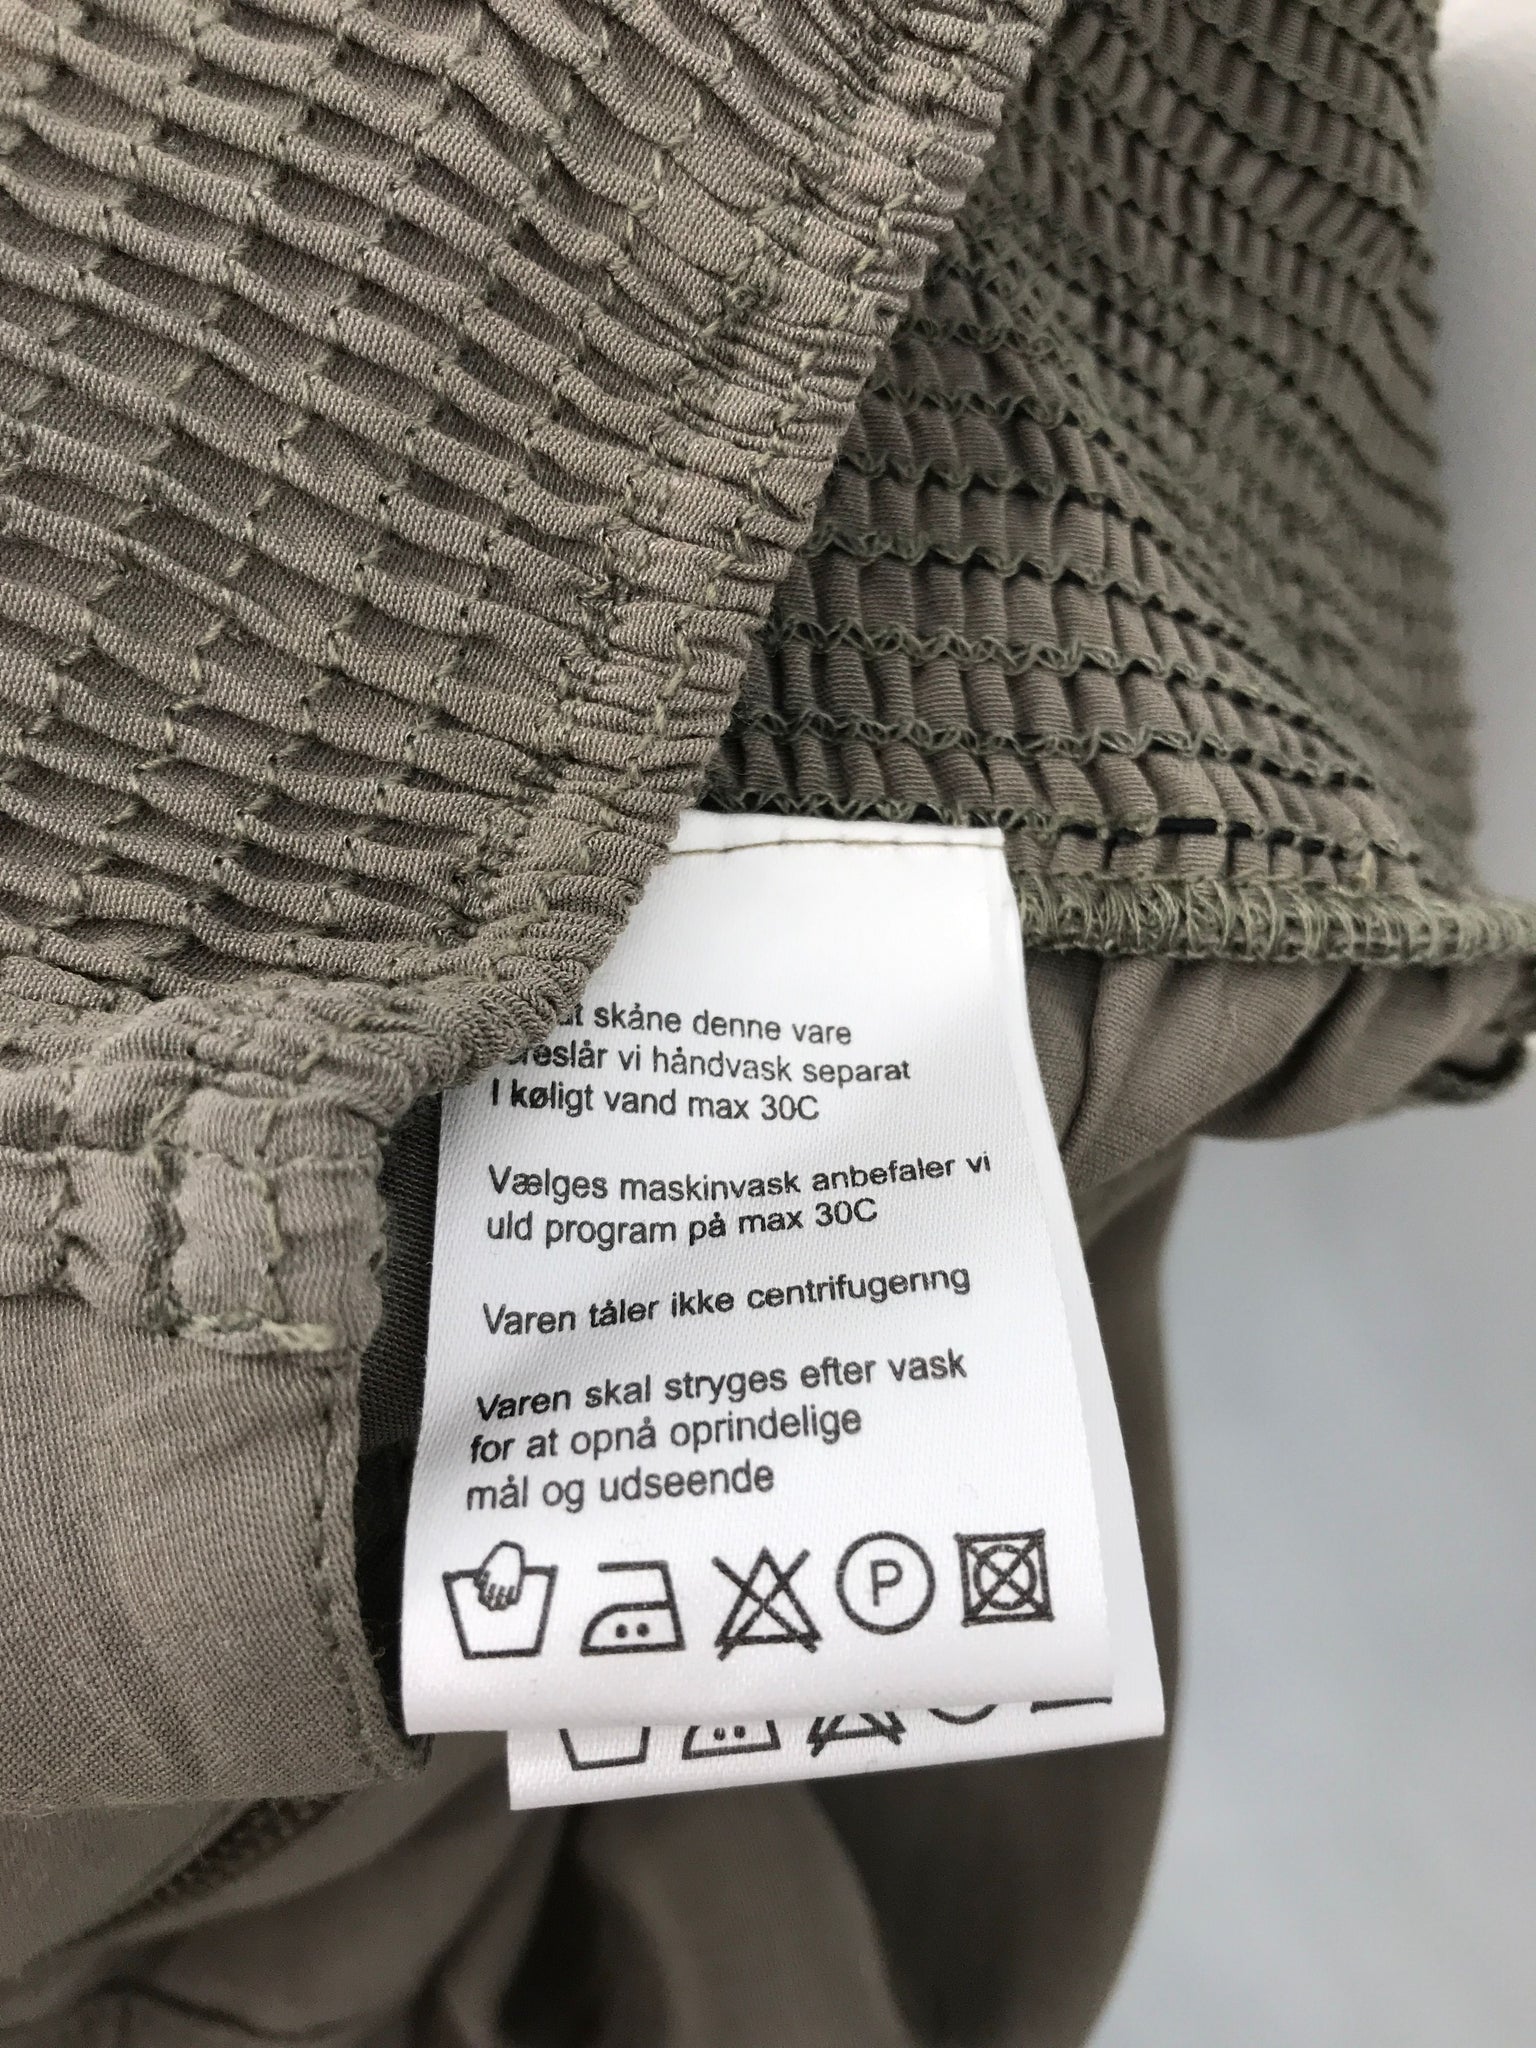 at skåne denne vare
foreslår vi håndvask separat
I køligt vand max 30C
Vælges maskinvask anbefaler vi
uld program på max 30C
Varen tåler ikke centrifugering
Varen skal stryges efter vask
for at opnå oprindelige
mål og udseende
P